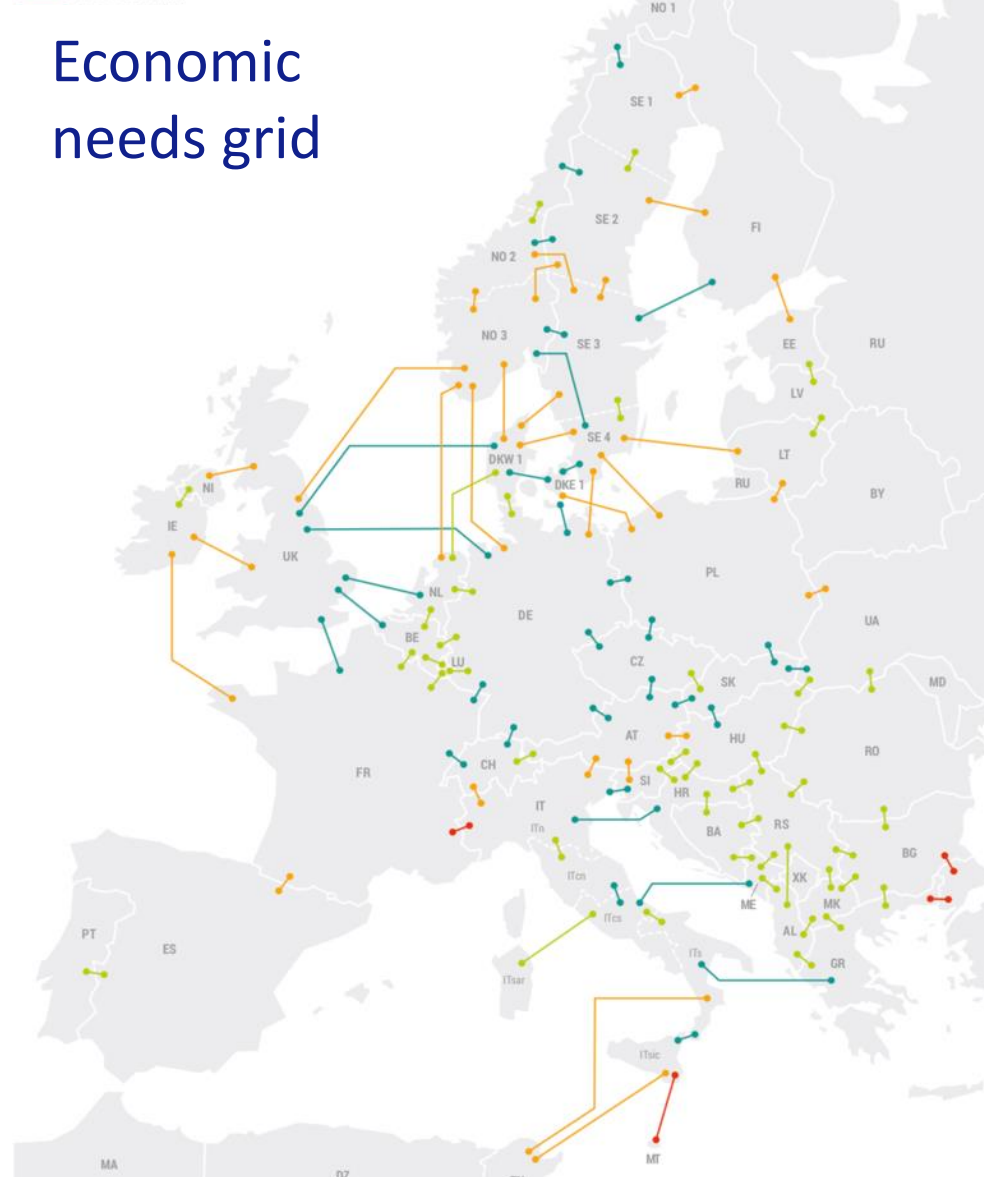 NO 1
Economic
needs grid
SE 1
SE 2
FI
NO 2
NO 3
SE 3
EE
RU
LV
SE 4
LT
DKW 1
DKE 1
RU
BY
NI
IE
UK
NL
PL
DE
BE
UA
LU
CZ
SK
MD
AT
HU
RO
CH
FR
SI
HR
IT
ITn
BA
RS
BG
ITcn
XK
ME
MK
ITcs
PT
ES
AL
ITs
GR
ITsar
ITsic
MT
MA
DZ